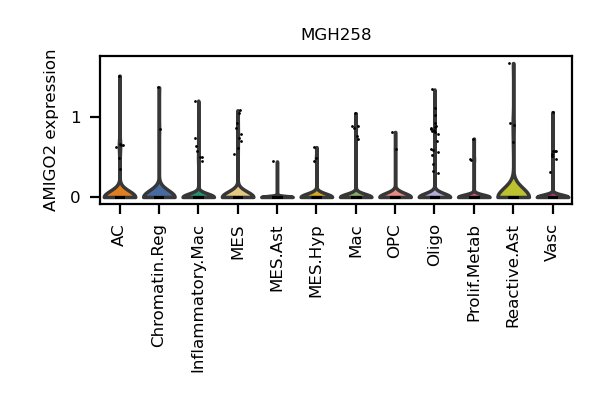 MGH258
AMIGO2 expression
1
0
AC
Chromatin.Reg
Inflammatory.Mac
MES
MES.Ast
MES.Hyp
Mac
OPC
Oligo
Prolif.Metab
Reactive.Ast
Vasc